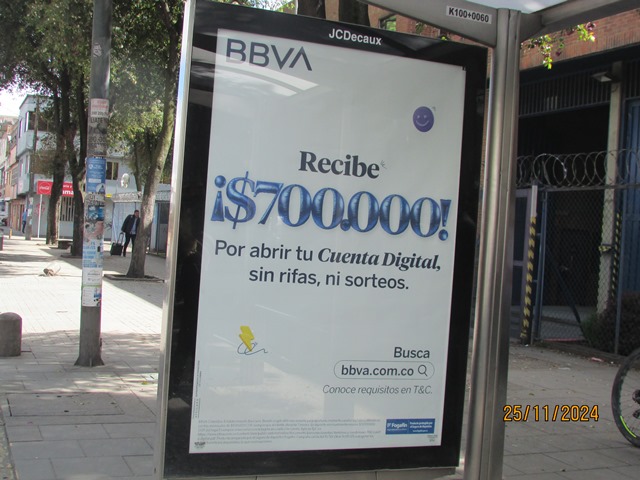 K100+0060
JCDecaux
BBVA
Recibe
¡$700.000!
Por abrir tu Cuenta Digital,
sin rifas, ni sorteos.
Busca
bbva.com.co
Conoce requisitos en T&C.
Fogafín
25/11/2024